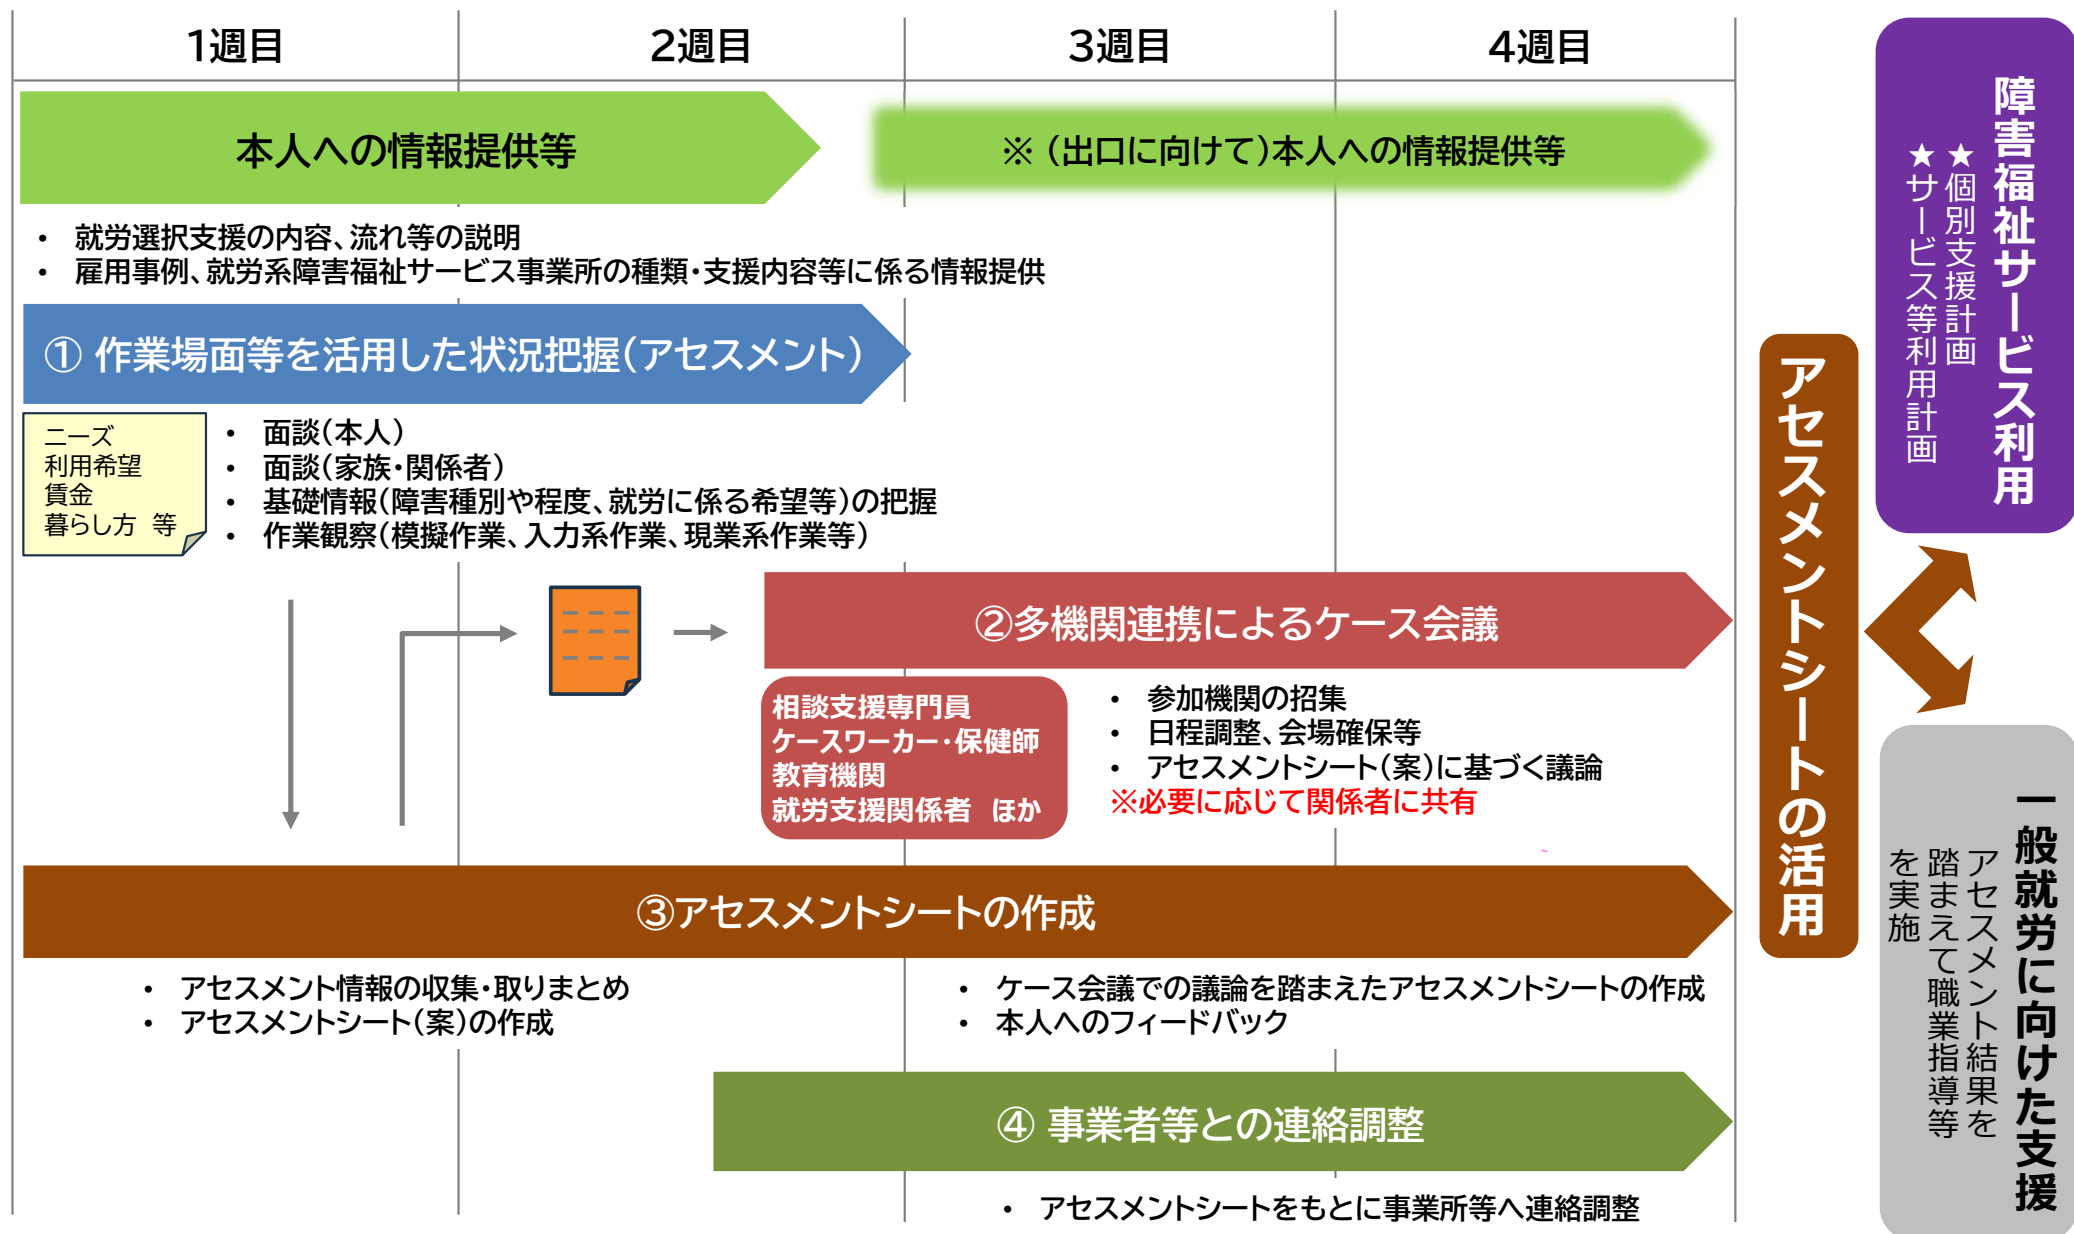 1週目
2週目
3週目
4週目
本人への情報提供等
※（出口に向けて）本人への情報提供等
• 就労選択支援の内容、流れ等の説明
• 雇用事例、就労系障害福祉サービス事業所の種類・支援内容等に係る情報提供
① 作業場面等を活用した状況把握（アセスメント）
ニーズ
利用希望
賃金
暮らし方 等
• 面談（本人）
• 面談（家族・関係者）
• 基礎情報（障害種別や程度、就労に係る希望等）の把握
• 作業観察（模擬作業、入力系作業、現業系作業等）
②多機関連携によるケース会議
相談支援専門員
ケースワーカー・保健師
教育機関
就労支援関係者 ほか
• 参加機関の招集
• 日程調整、会場確保等
• アセスメントシート（案）に基づく議論
※必要に応じて関係者に共有
③アセスメントシートの作成
• アセスメント情報の収集・取りまとめ
• アセスメントシート（案）の作成
• ケース会議での議論を踏まえたアセスメントシートの作成
• 本人へのフィードバック
④ 事業者等との連絡調整
• アセスメントシートをもとに事業所等へ連絡調整
アセスメントシートの活用
障害福祉サービス利用
★個別支援計画
★サービス等利用計画
一般就労に向けた支援
アセスメント結果を
踏まえて職業指導等
を実施